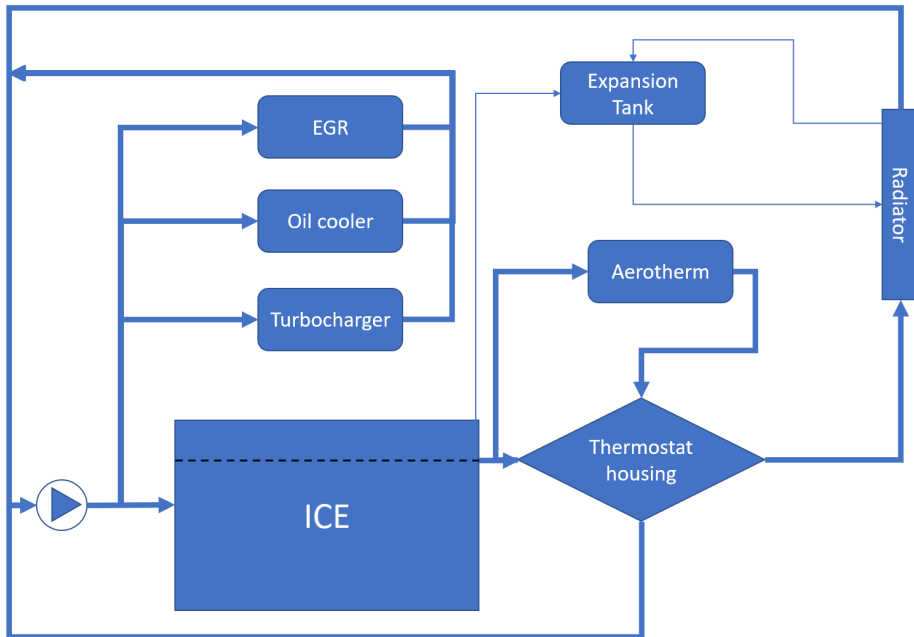 Expansion
Tank
EGR
Radiator
Oil cooler
Aerotherm
Turbocharger
Thermostat
housing
ICE